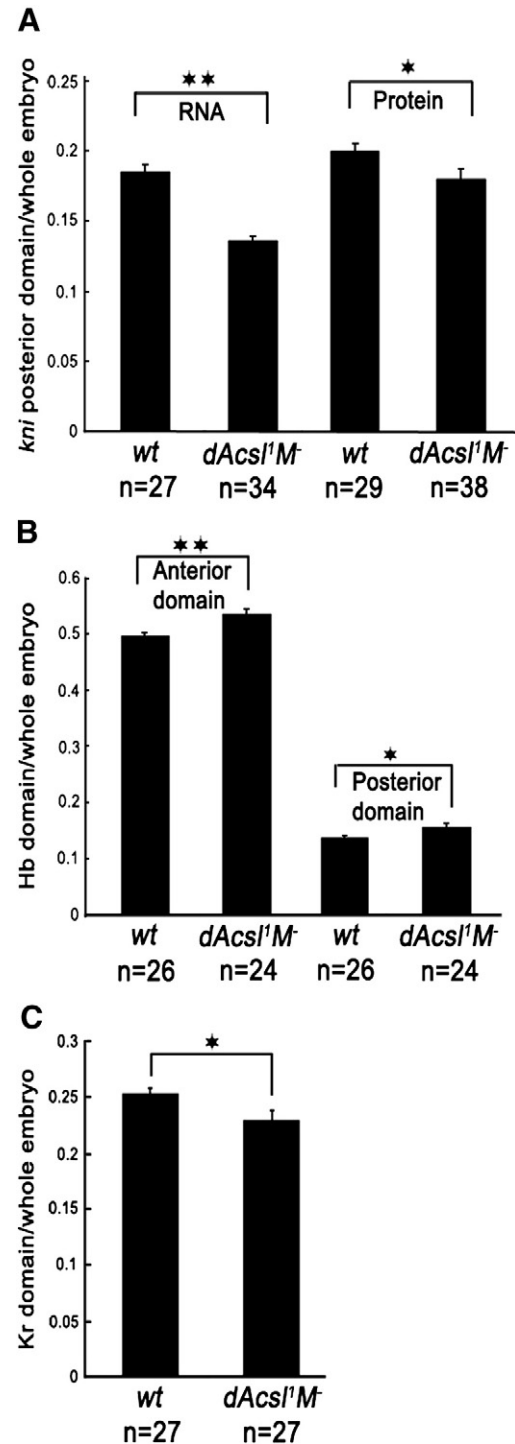 A
kni posterior domain/whole embryo
0.25
0.2
0.15
0.1
0.05
0
★★
RNA
★
Protein
wt dAcsl¹M⁻ wt dAcsl¹M⁻
n=27 n=34 n=29 n=38
B
Hb domain/whole embryo
0.6
0.5
0.4
0.3
0.2
0.1
0
★★
Anterior
domain
★
Posterior
domain
wt dAcsl¹M⁻ wt dAcsl¹M⁻
n=26 n=24 n=26 n=24
C
Kr domain/whole embryo
0.3
0.25
0.2
0.15
0.1
0.05
0
★
wt dAcsl¹M⁻
n=27 n=27